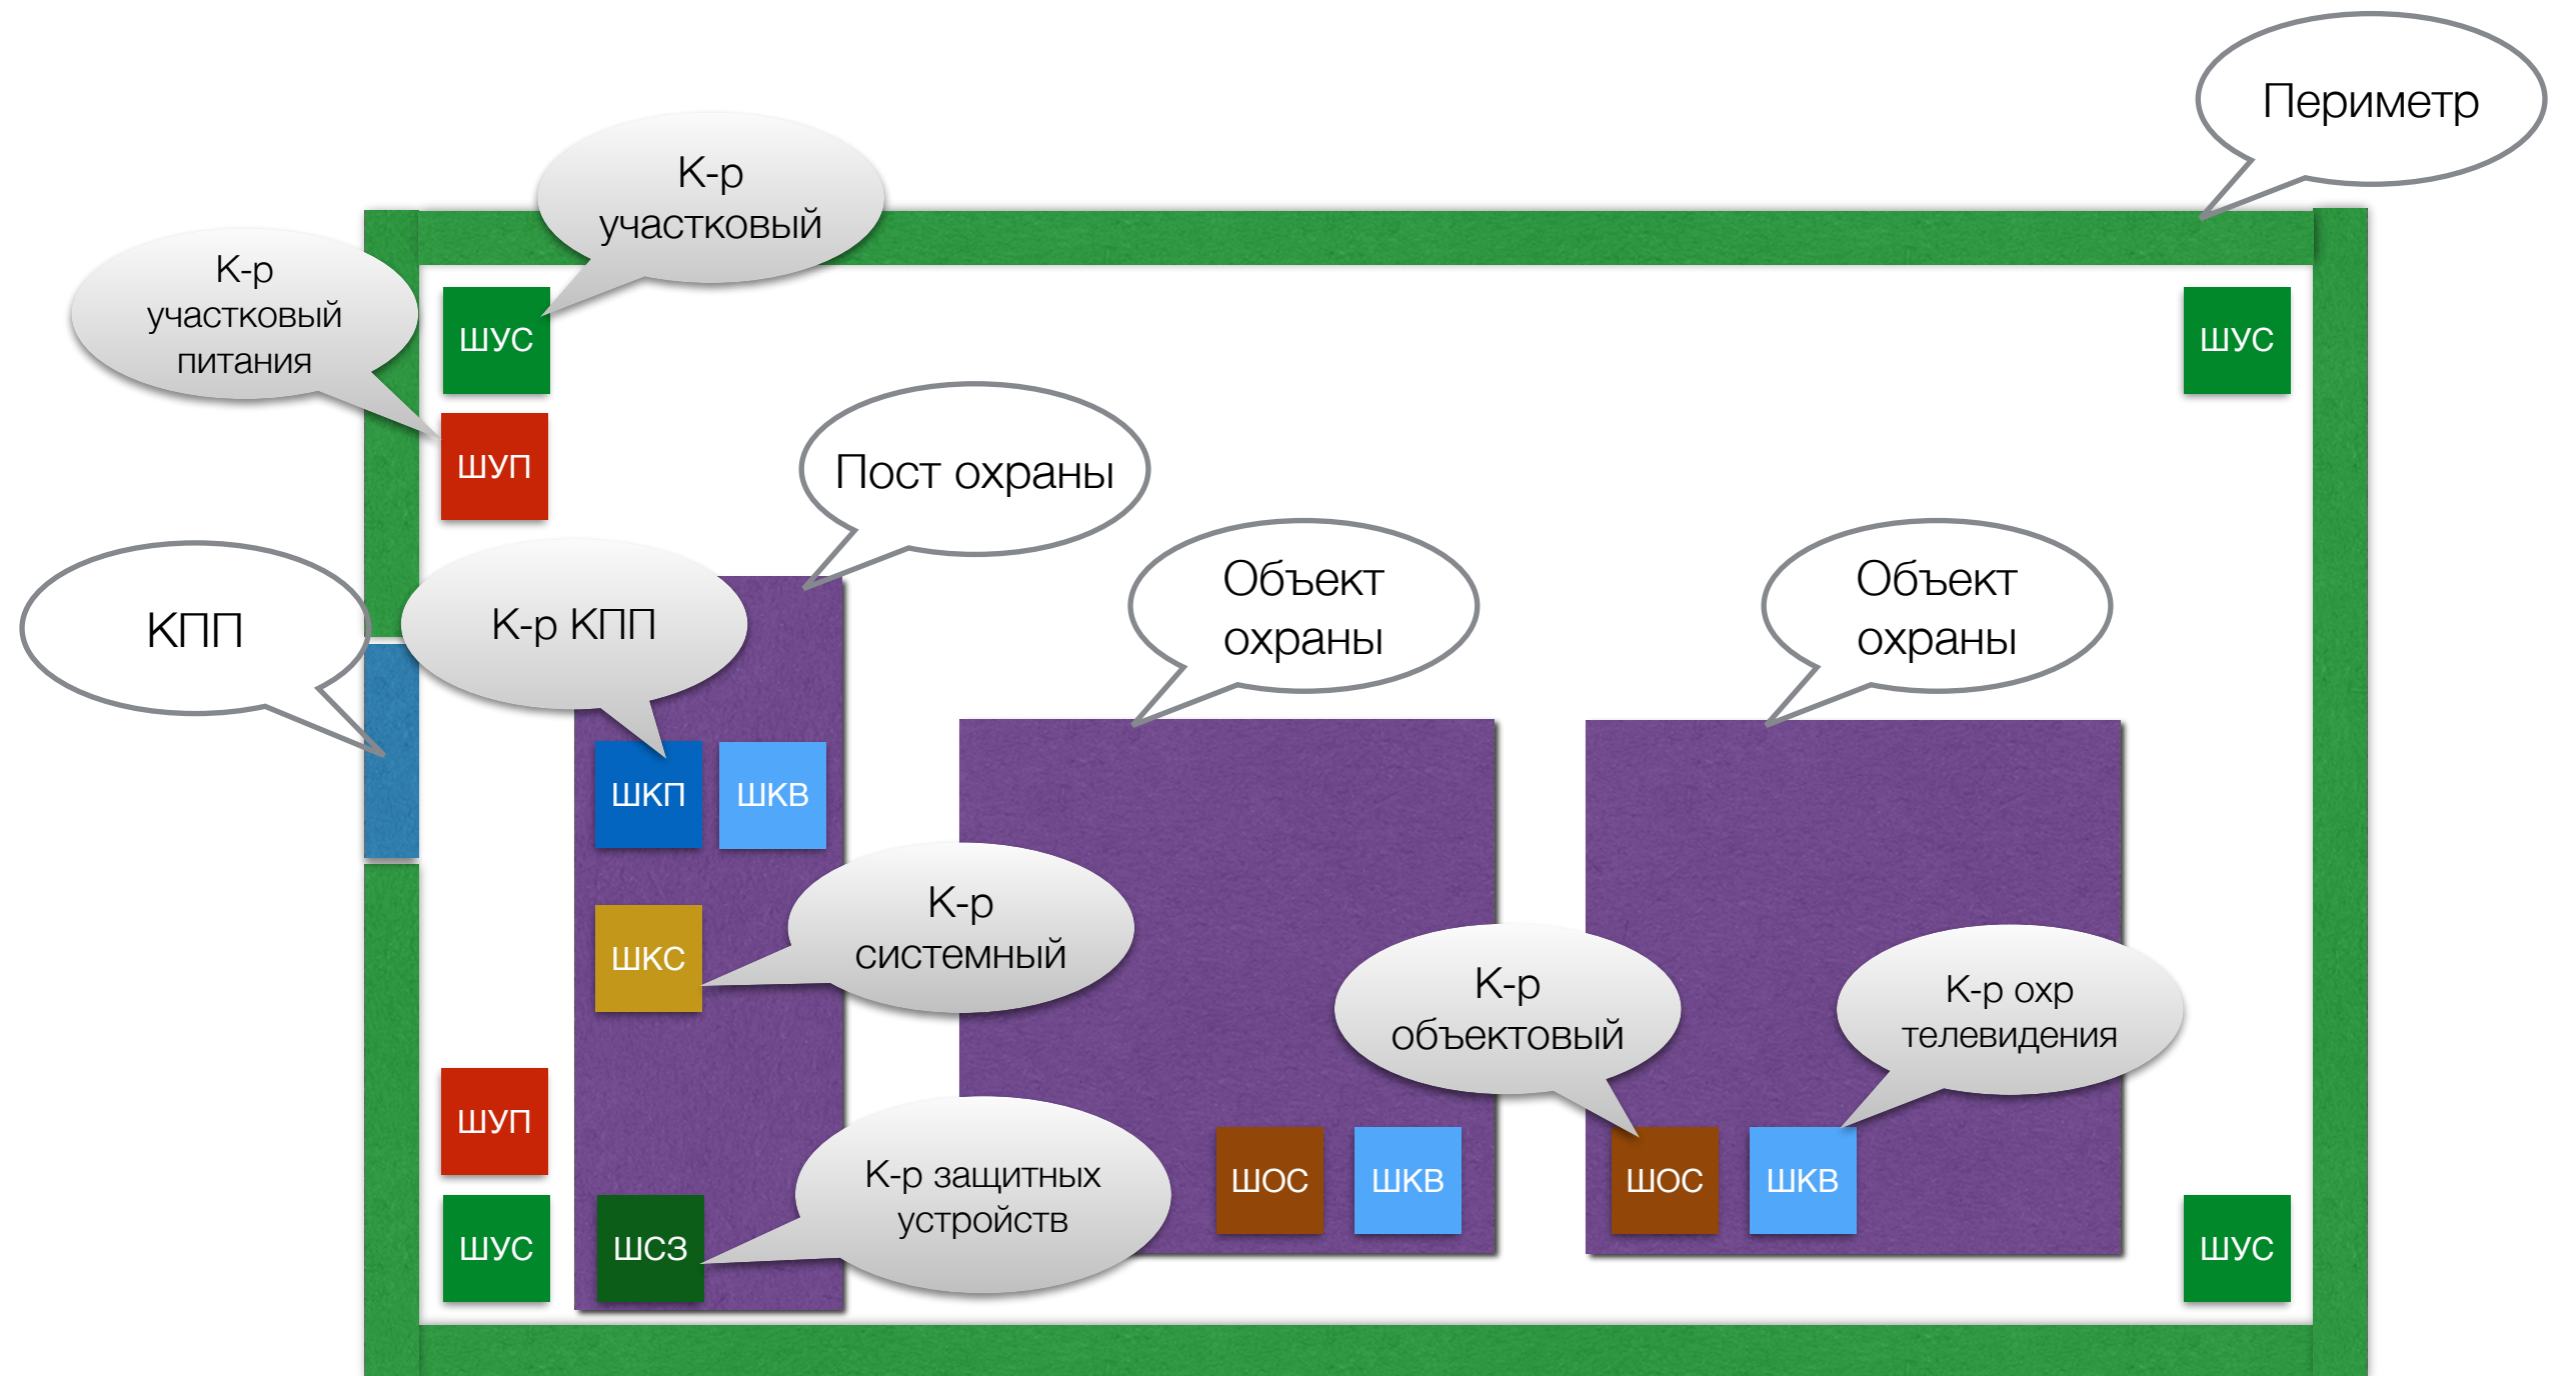 Периметр
К-р
участковый
К-р
участковый
питания
ШУС
ШУС
ШУП
Пост охраны
КПП
К-р КПП
Объект
охраны
Объект
охраны
ШКП
ШКВ
К-р
системный
ШКС
К-р
объектовый
К-р охр
телевидения
ШУП
К-р защитных
устройств
ШОС
ШКВ
ШОС
ШКВ
ШУС
ШСЗ
ШУС